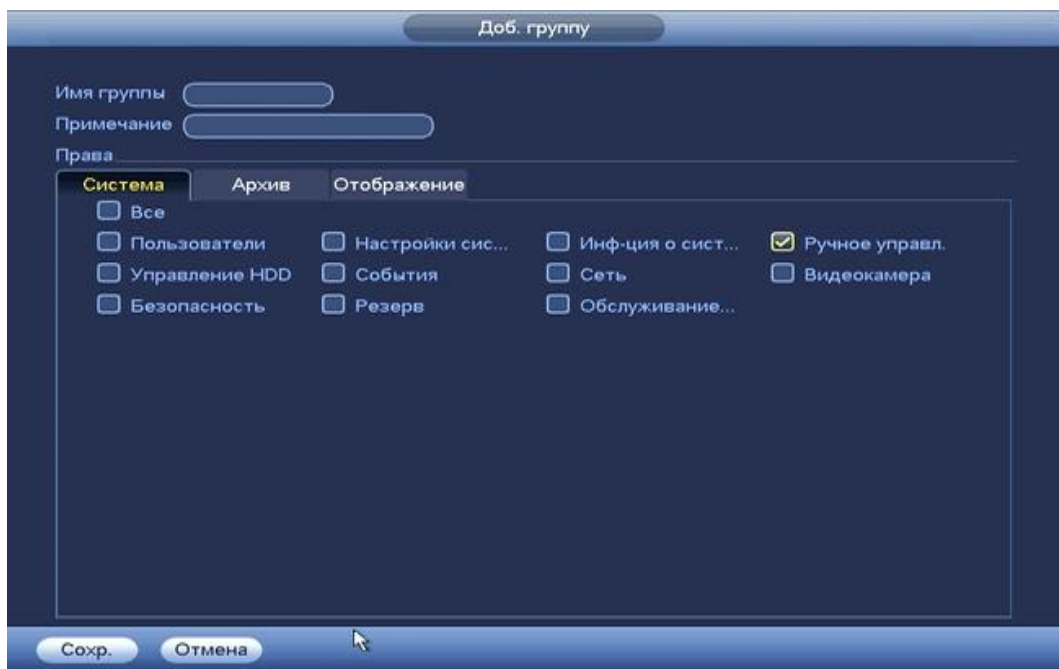 Доб. группу
Имя группы
Примечание
Права
Система Архив Отображение
Все
Пользователи Настройки сис... Инф-ция о сист... Ручное управл.
Управление HDD События Сеть Видеокамера
Безопасность Резерв Обслуживание...
Сохр. Отмена